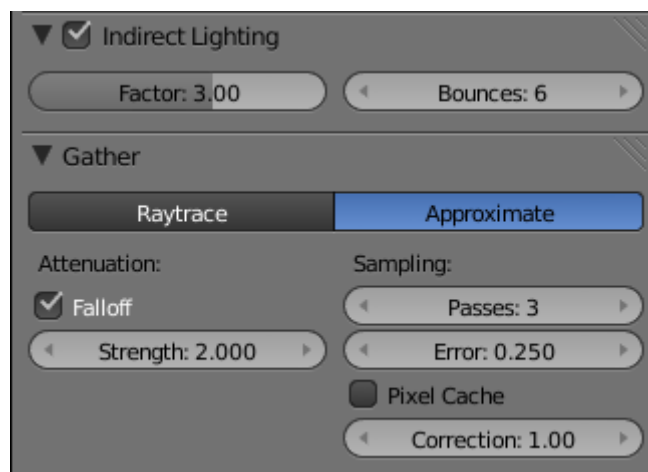 Indirect Lighting
Factor: 3.00
Bounces: 6
Gather
Raytrace
Approximate
Attenuation:
Sampling:
Falloff
Passes: 3
Strength: 2.000
Error: 0.250
Pixel Cache
Correction: 1.00